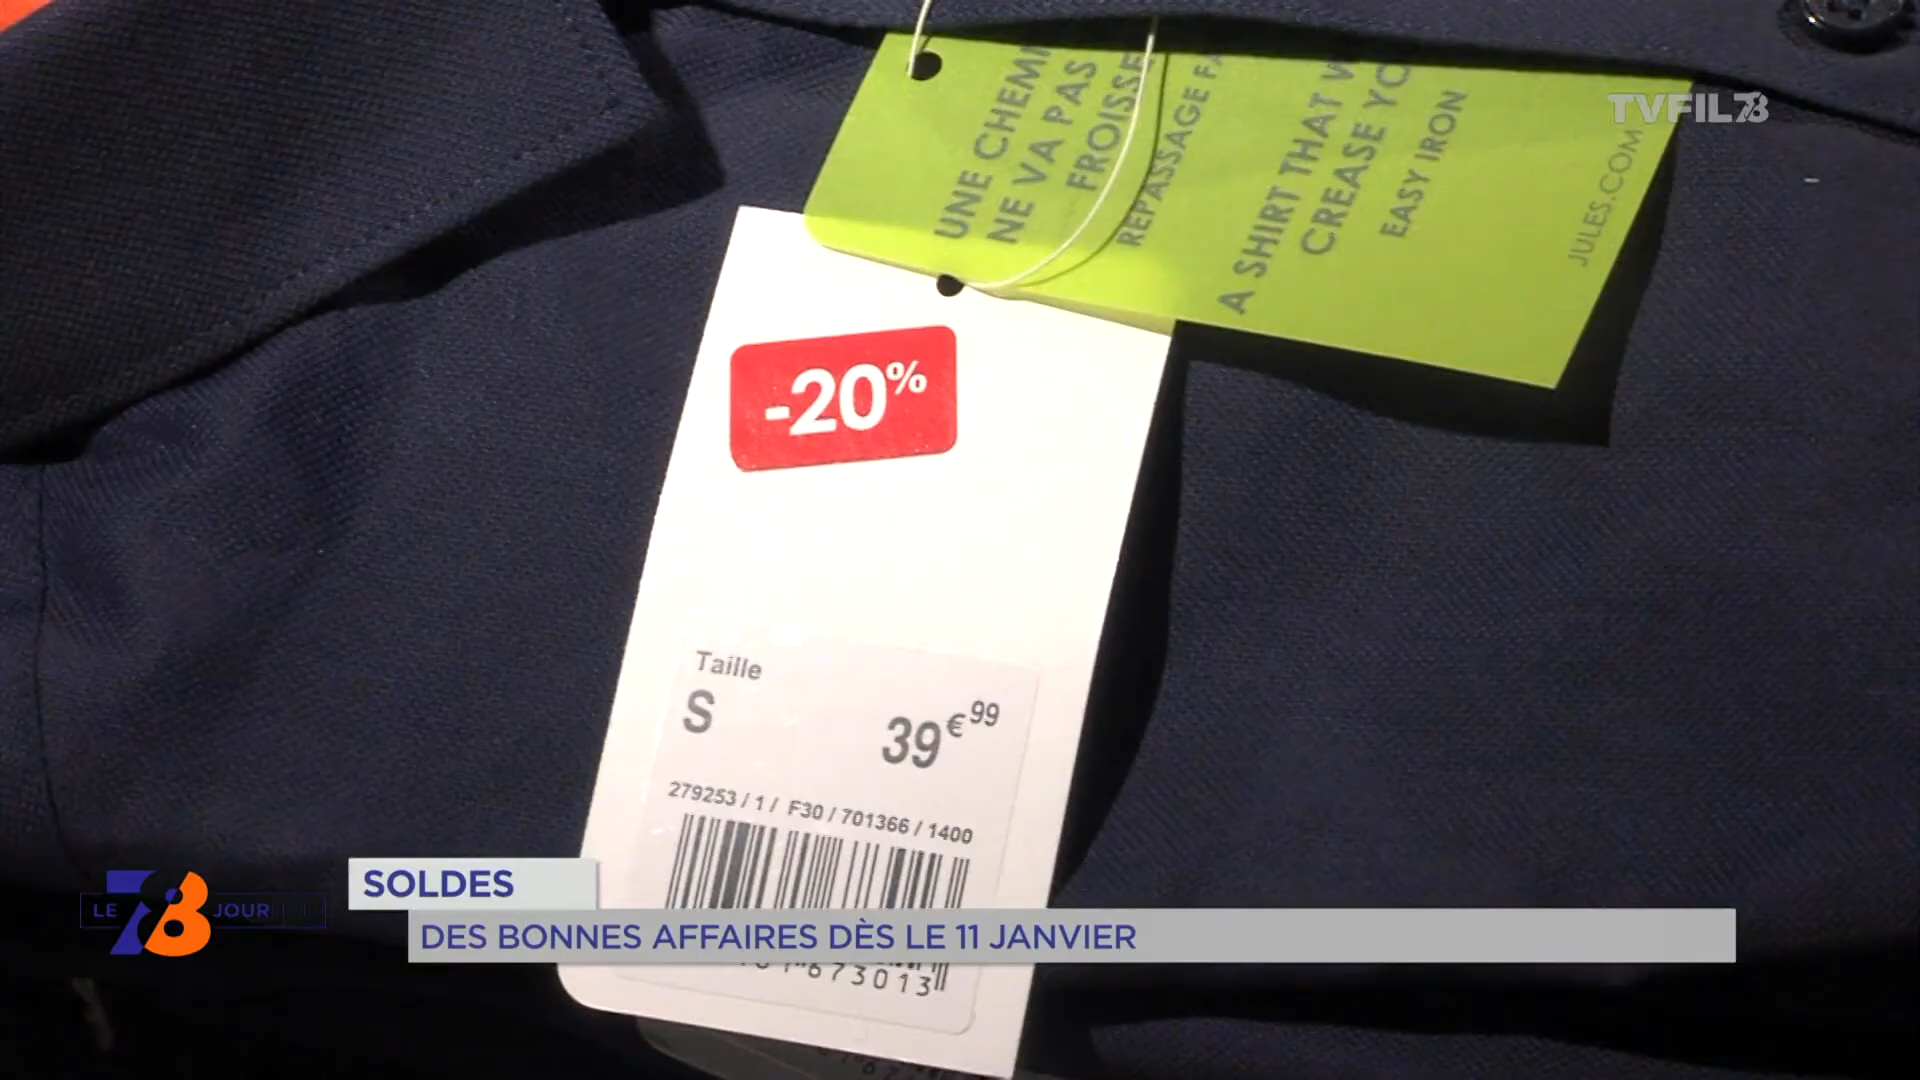 UNE CHEMI
NE VA PAS
FROISSE
REPASSAGE FA
A SHIRT THAT W
CREASE YO
EASY IRON
JULES.COM
TVFIL78
-20%
Taille
S
39€99
279253 / 1 / F30 / 701366 / 1400
673013
SOLDES
LE 78 JOUR
DES BONNES AFFAIRES DÈS LE 11 JANVIER